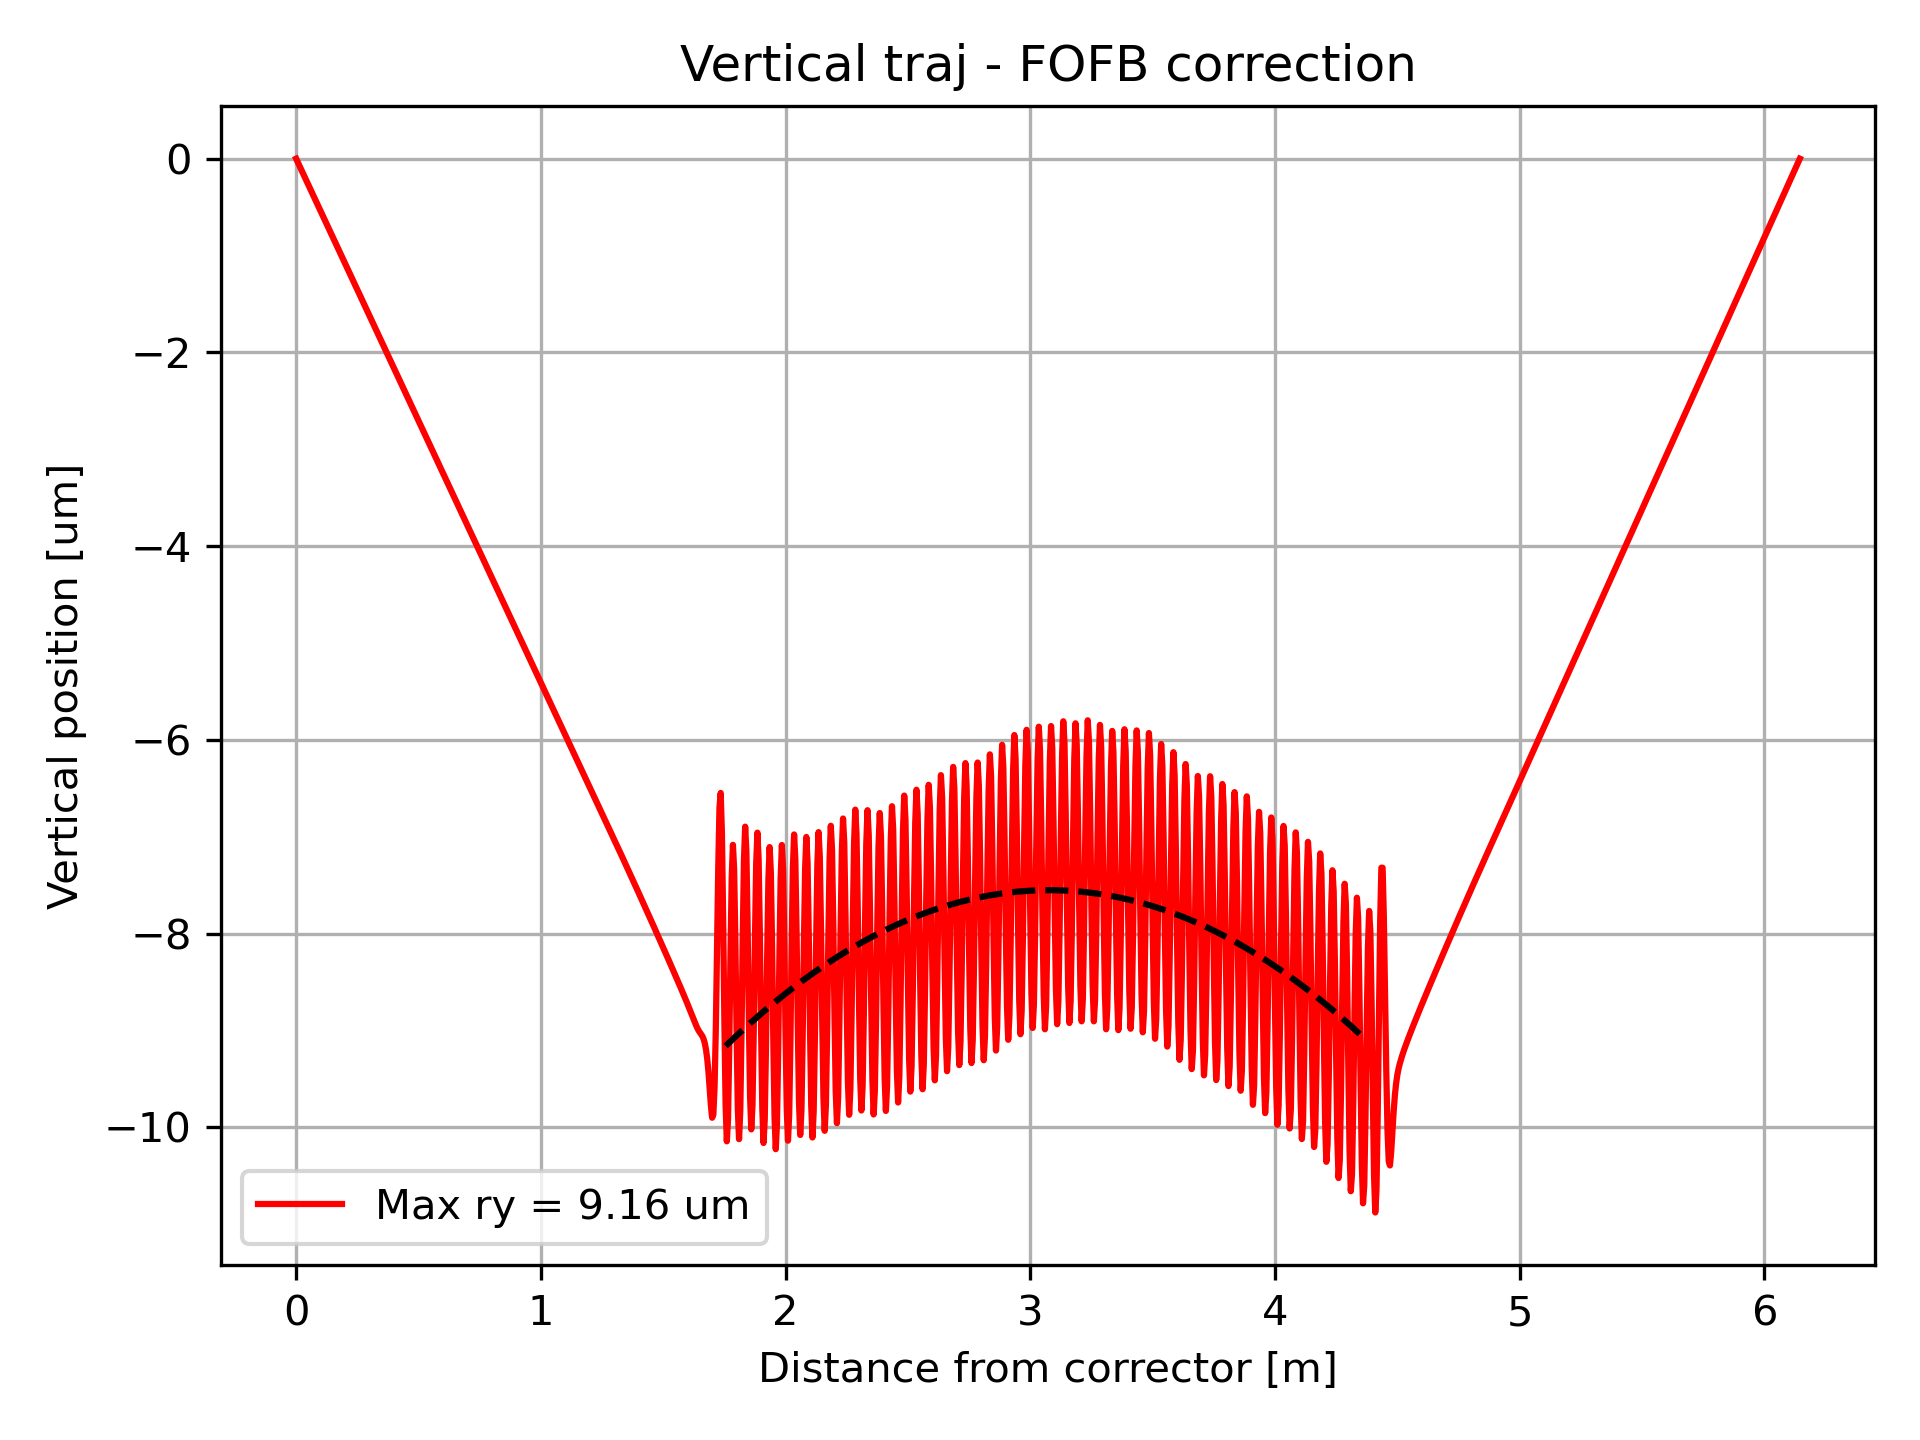 Vertical traj - FOFB correction
Vertical position [um]
0
−2
−4
−6
−8
−10
Max ry = 9.16 um
0 1 2 3 4 5 6
Distance from corrector [m]